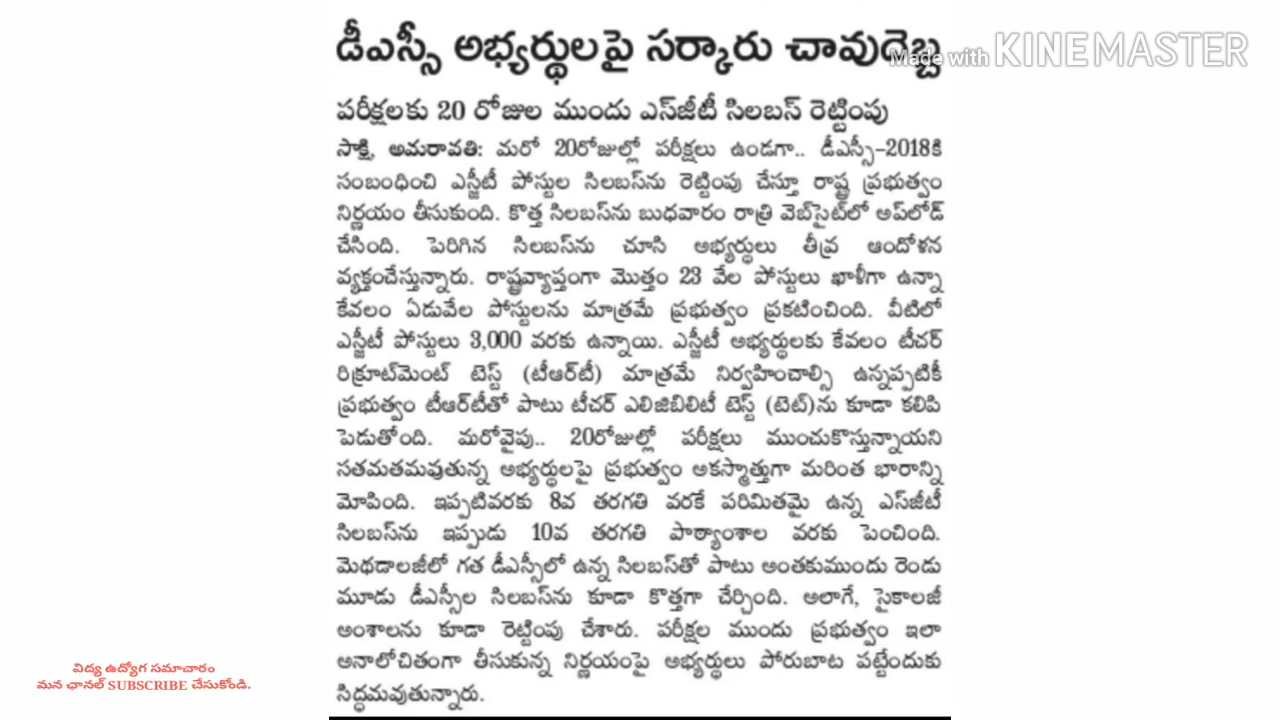 డీఎస్సీ అభ్యర్థులపై సర్కారు చావుదెబ్బ
Made with KINEMASTER
పరీక్షలకు 20 రోజుల ముందు ఎస్‌జీటీ సిలబస్ రెట్టింపు
సాక్షి, అమరావతి: మరో 20రోజుల్లో పరీక్షలు ఉండగా.. డీఎస్సీ–2018కి
సంబంధించి ఎస్జీటీ పోస్టుల సిలబస్‌ను రెట్టింపు చేస్తూ రాష్ట్ర ప్రభుత్వం
నిర్ణయం తీసుకుంది. కొత్త సిలబస్‌ను బుధవారం రాత్రి వెబ్‌సైట్‌లో అప్‌లోడ్
చేసింది. పెరిగిన సిలబస్‌ను చూసి అభ్యర్థులు తీవ్ర ఆందోళన
వ్యక్తంచేస్తున్నారు. రాష్ట్రవ్యాప్తంగా మొత్తం 23 వేల పోస్టులు ఖాళీగా ఉన్నా
కేవలం ఏడువేల పోస్టులను మాత్రమే ప్రభుత్వం ప్రకటించింది. వీటిలో
ఎస్జీటీ పోస్టులు 3,000 వరకు ఉన్నాయి. ఎస్జీటీ అభ్యర్థులకు కేవలం టీచర్
రిక్రూట్‌మెంట్ టెస్ట్ (టీఆర్‌టీ) మాత్రమే నిర్వహించాల్సి ఉన్నప్పటికీ
ప్రభుత్వం టీఆర్‌టీతో పాటు టీచర్ ఎలిజిబిలిటీ టెస్ట్ (టెట్)ను కూడా కలిపి
పెడుతోంది. మరోవైపు.. 20రోజుల్లో పరీక్షలు ముంచుకొస్తున్నాయని
సతమతమవుతున్న అభ్యర్థులపై ప్రభుత్వం అకస్మాత్తుగా మరింత భారాన్ని
మోపింది. ఇప్పటివరకు 8వ తరగతి వరకే పరిమితమై ఉన్న ఎస్‌జీటీ
సిలబస్‌ను ఇప్పుడు 10వ తరగతి పాఠ్యాంశాల వరకు పెంచింది.
మెథడాలజీలో గత డీఎస్సీలో ఉన్న సిలబస్‌తో పాటు అంతకుముందు రెండు
మూడు డీఎస్సీల సిలబస్‌ను కూడా కొత్తగా చేర్చింది. అలాగే, సైకాలజీ
అంశాలను కూడా రెట్టింపు చేశారు. పరీక్షల ముందు ప్రభుత్వం ఇలా
అనాలోచితంగా తీసుకున్న నిర్ణయంపై అభ్యర్థులు పోరుబాట పట్టేందుకు
సిద్ధమవుతున్నారు.
విద్య ఉద్యోగ సమాచారం
మన ఛానల్ SUBSCRIBE చేసుకోండి.